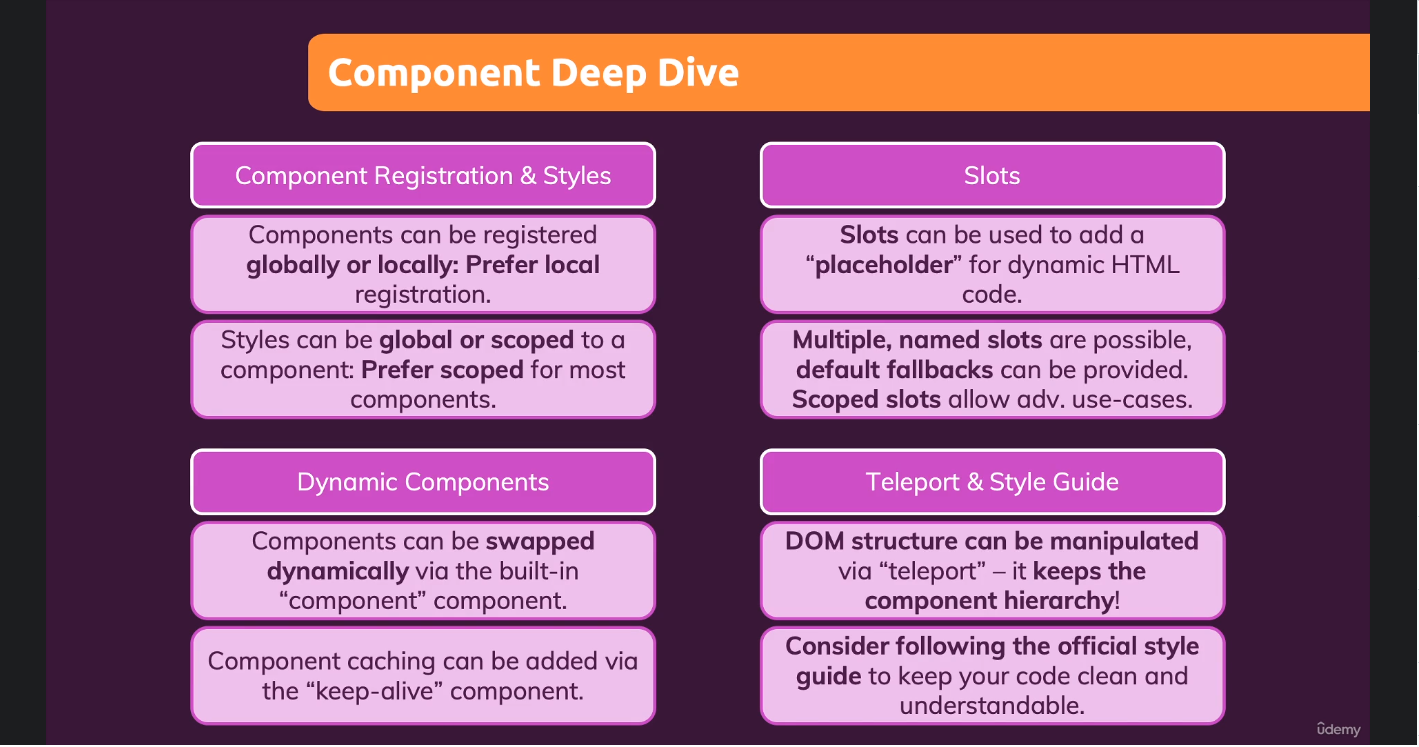 Component Deep Dive
Component Registration & Styles
Components can be registered
globally or locally: Prefer local
registration.
Styles can be global or scoped to a
component: Prefer scoped for most
components.
Slots
Slots can be used to add a
“placeholder” for dynamic HTML
code.
Multiple, named slots are possible,
default fallbacks can be provided.
Scoped slots allow adv. use-cases.
Dynamic Components
Components can be swapped
dynamically via the built-in
“component” component.
Component caching can be added via
the “keep-alive” component.
Teleport & Style Guide
DOM structure can be manipulated
via “teleport” – it keeps the
component hierarchy!
Consider following the official style
guide to keep your code clean and
understandable.
ûdemy